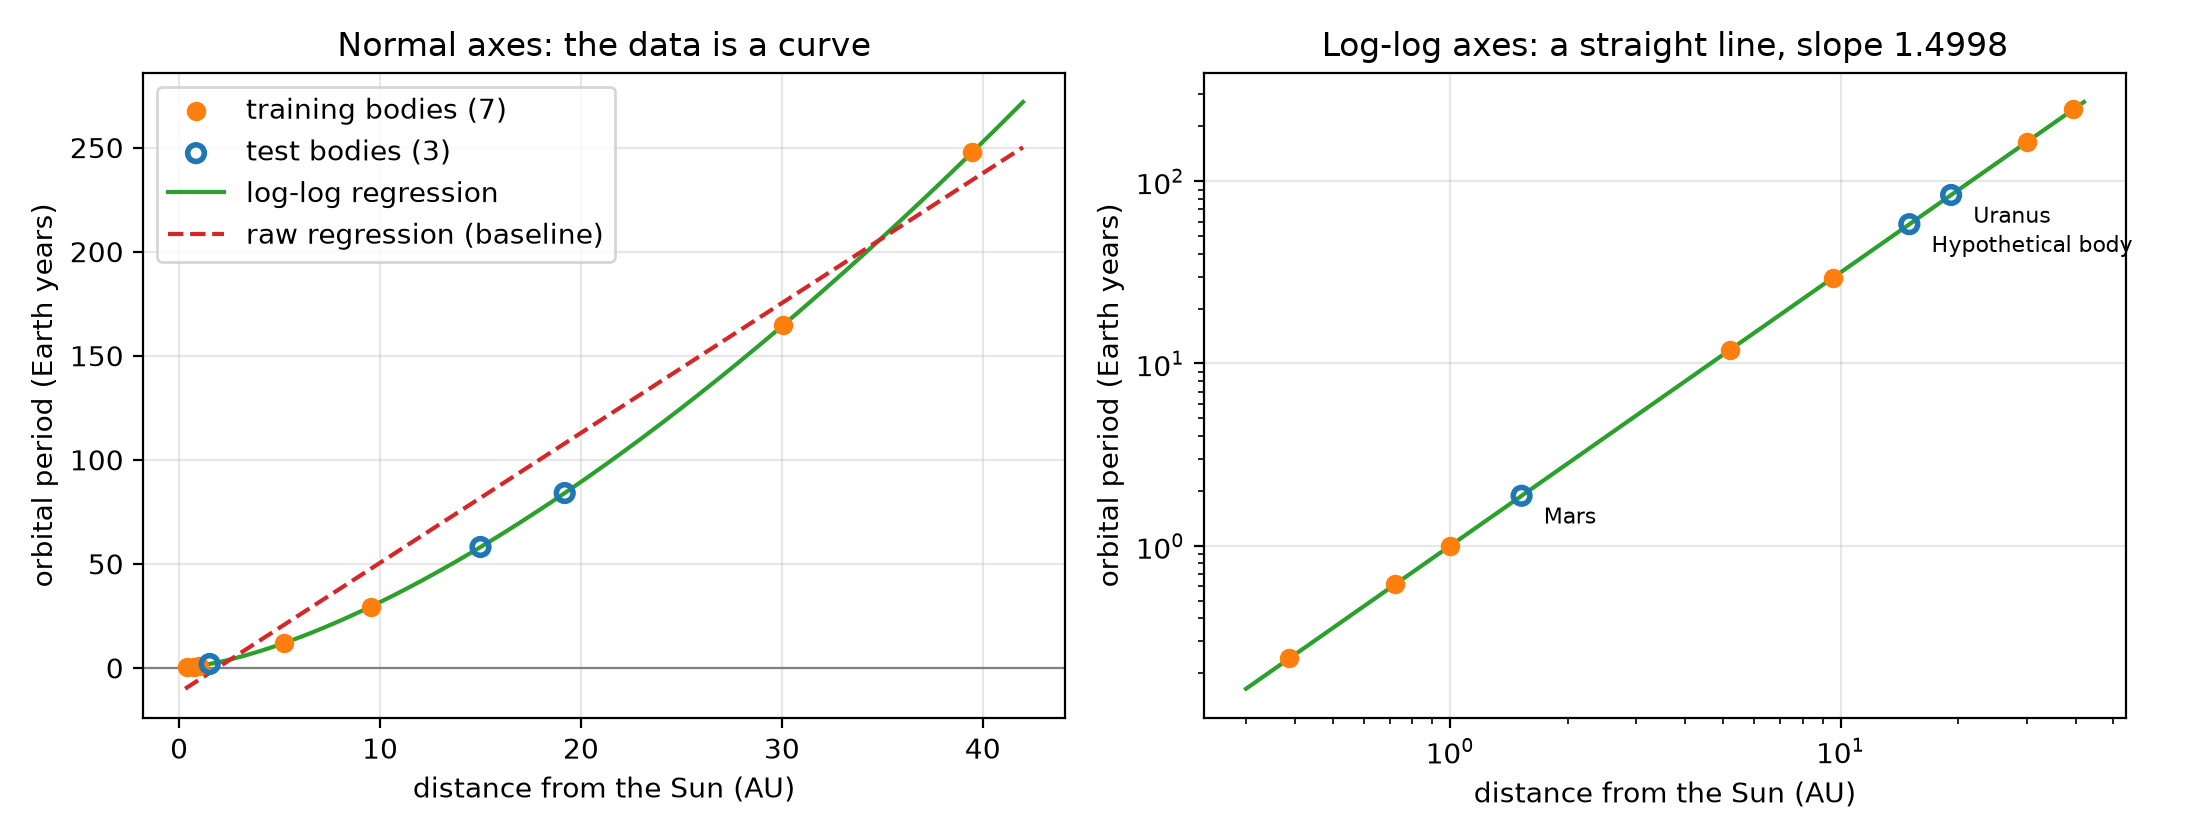 Normal axes: the data is a curve
training bodies (7)
test bodies (3)
log-log regression
raw regression (baseline)
250
200
150
100
50
0
orbital period (Earth years)
0 10 20 30 40
distance from the Sun (AU)
Log-log axes: a straight line, slope 1.4998
10²
10¹
10⁰
orbital period (Earth years)
Uranus
Hypothetical body
Mars
10⁰ 10¹
distance from the Sun (AU)